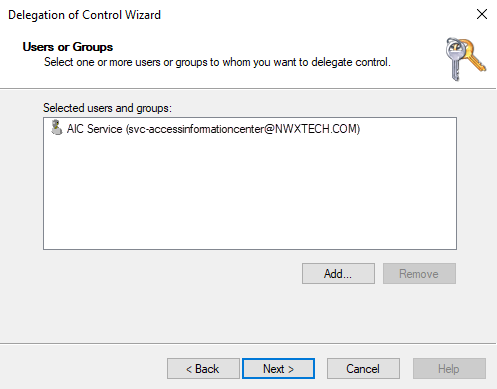 Delegation of Control Wizard
Users or Groups
Select one or more users or groups to whom you want to delegate control.
Selected users and groups:
AIC Service (svc-accessinformationcenter@NWXTECH.COM)
Add... Remove
< Back Next > Cancel Help